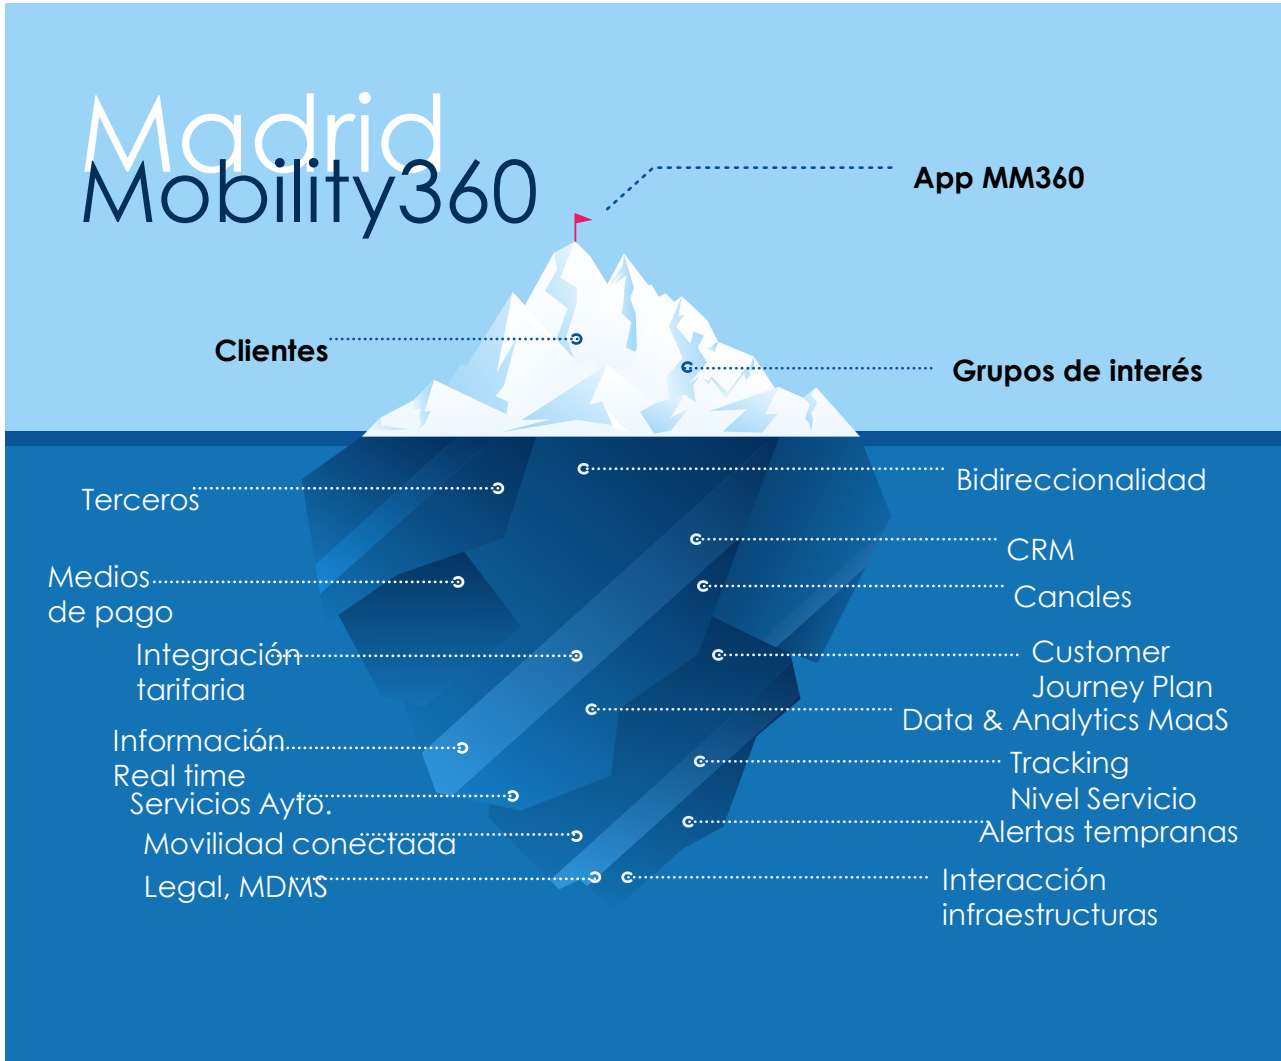 Madrid
Mobility360
App MM360
Clientes
Grupos de interés
Terceros
Medios
de pago
Integración
tarifaria
Información
Real time
Servicios Ayto.
Movilidad conectada
Legal, MDMS
Bidireccionalidad
CRM
Canales
Customer
Journey Plan
Data & Analytics MaaS
Tracking
Nivel Servicio
Alertas tempranas
Interacción
infraestructuras